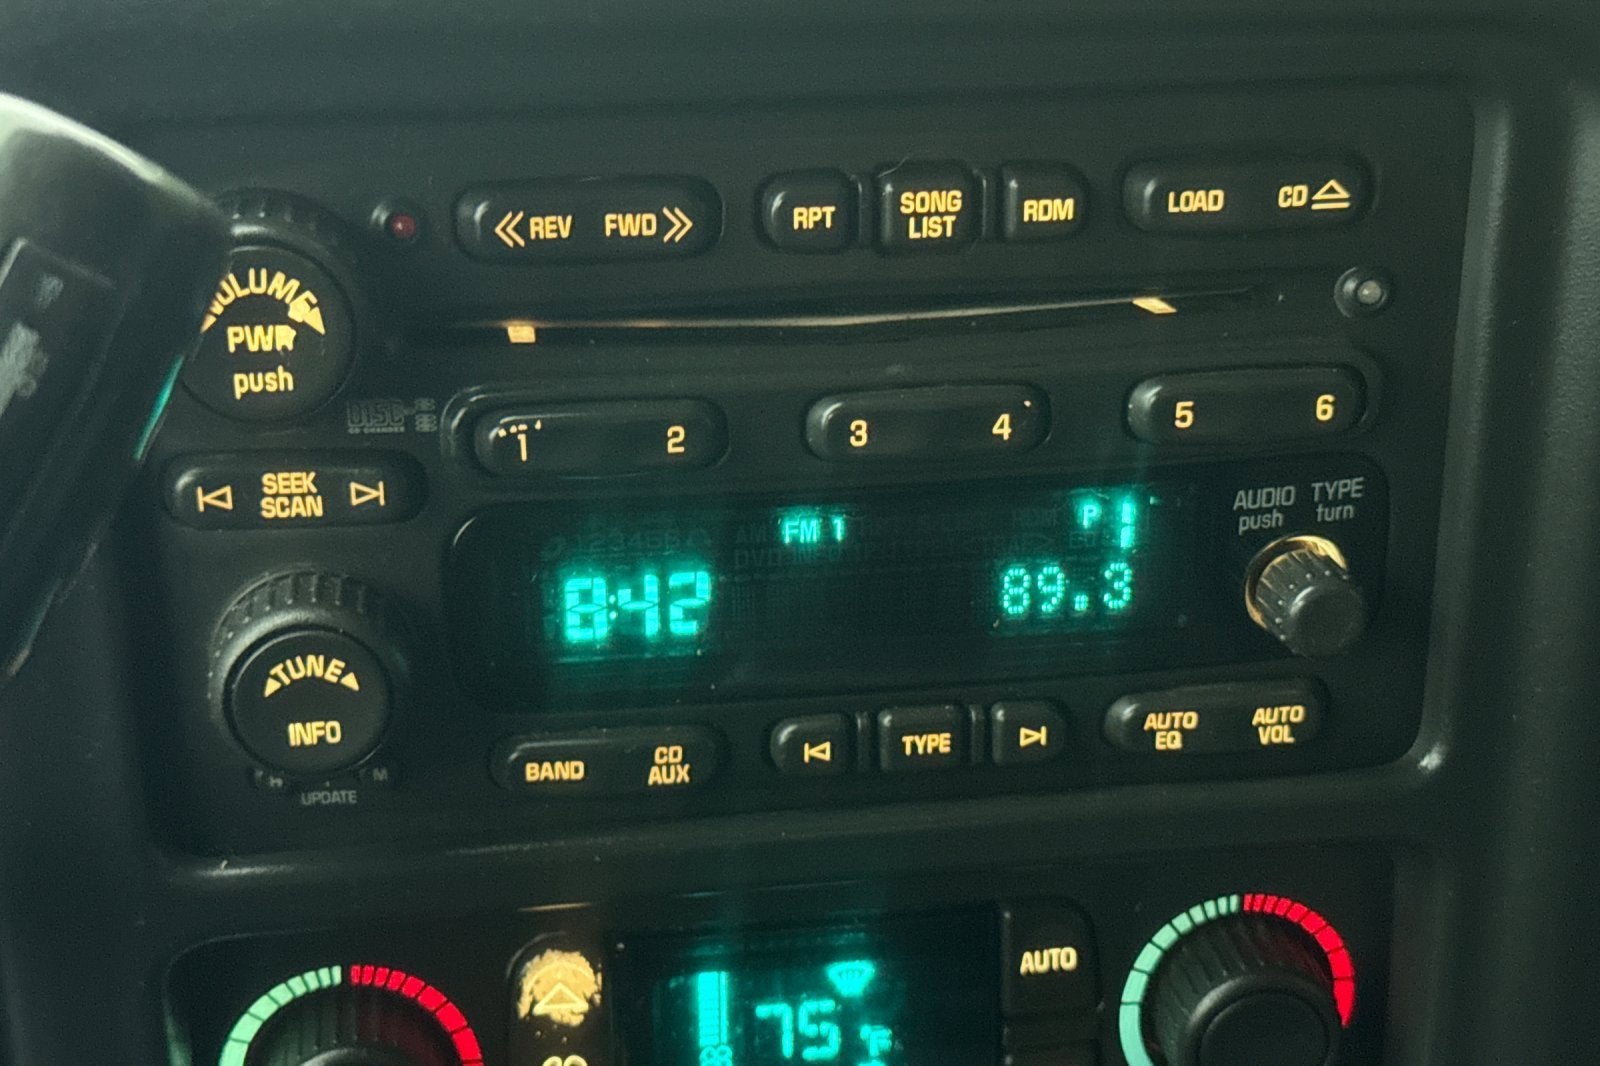 REV FWD
RPT
SONG
LIST
RDM
LOAD CD
VOLUME
PWR
push
DISC
1 2 3 4 5 6
SEEK
SCAN
AUDIO TYPE
push turn
FM 1
P 1
8:42
89.3
TUNE
INFO
H M
UPDATE
BAND
CD
AUX
TYPE
AUTO
EQ
AUTO
VOL
AUTO
75°F